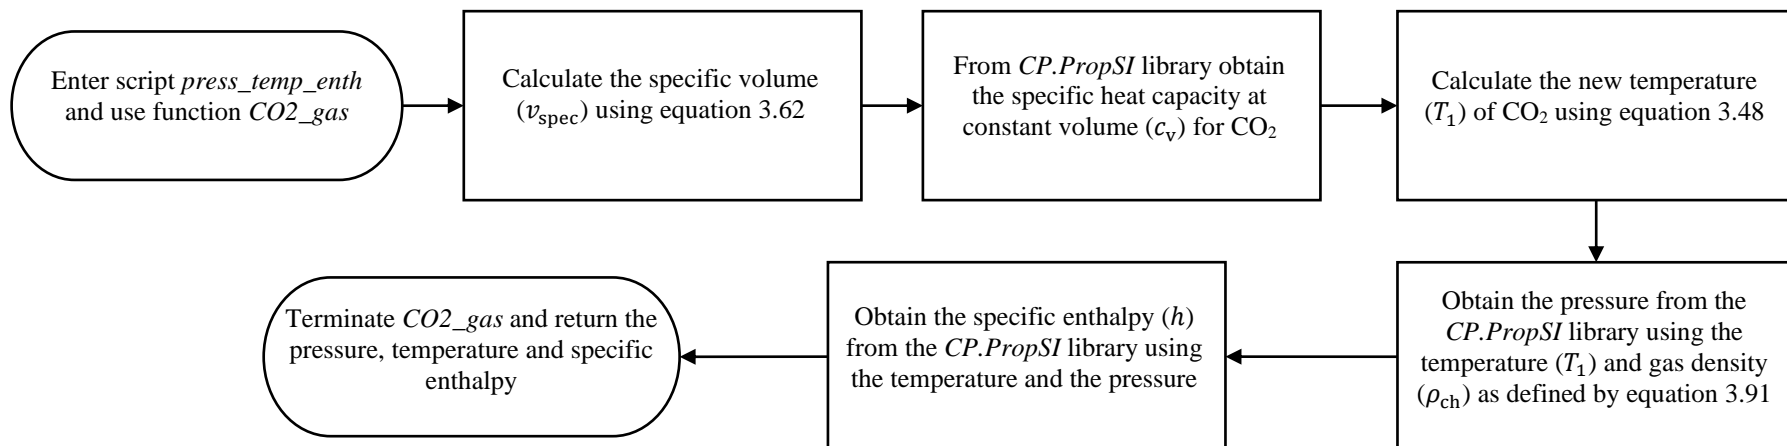 Enter script press_temp_enth
and use function CO2_gas
Calculate the specific volume
(v_spec) using equation 3.62
From CP.PropSI library obtain
the specific heat capacity at
constant volume (c_v) for CO₂
Calculate the new temperature
(T₁) of CO₂ using equation 3.48
Obtain the pressure from the
CP.PropSI library using the
temperature (T₁) and gas density
(ρ_ch) as defined by equation 3.91
Obtain the specific enthalpy (h)
from the CP.PropSI library using
the temperature and the pressure
Terminate CO2_gas and return the
pressure, temperature and specific
enthalpy